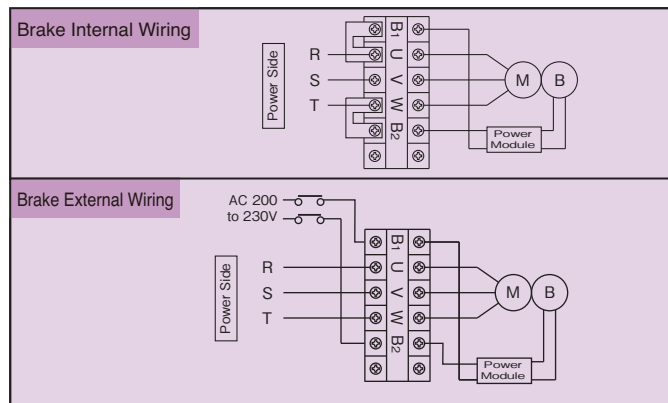 Brake Internal Wiring
Power Side
R
S
T
B1
U
V
W
B2
M
B
Power
Module
Brake External Wiring
AC 200
to 230V
Power Side
R
S
T
B1
U
V
W
B2
M
B
Power
Module